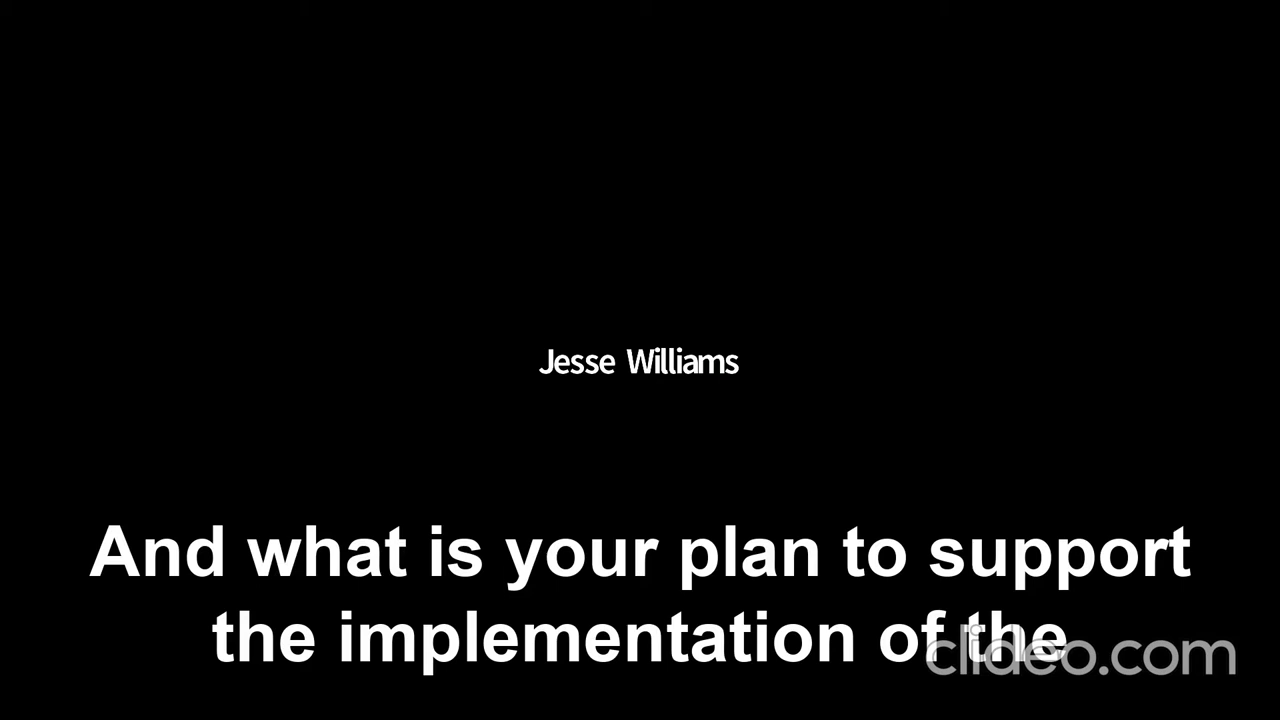 Jesse Williams
And what is your plan to support
the implementation of the
clideo.com